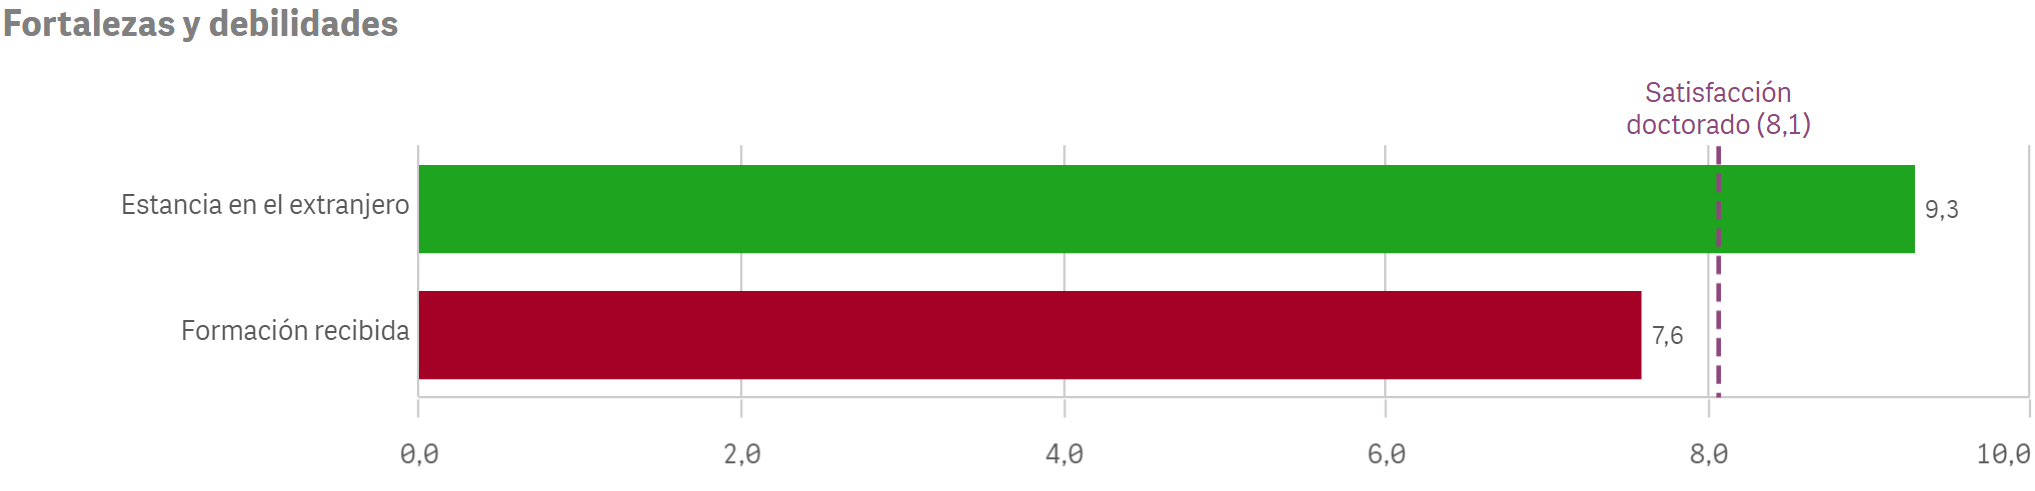 Fortalezas y debilidades
Satisfacción
doctorado (8,1)
Estancia en el extranjero
9,3
Formación recibida
7,6
0,0 2,0 4,0 6,0 8,0 10,0